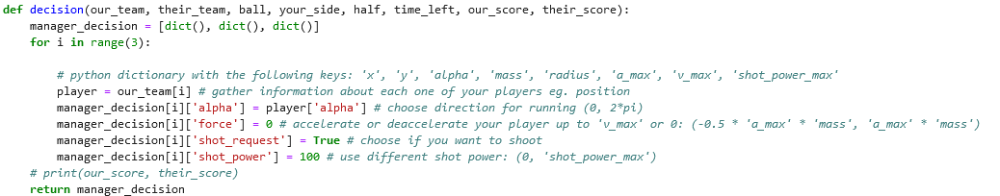 def decision(our_team, their_team, ball, your_side, half, time_left, our_score, their_score):
    manager_decision = [dict(), dict(), dict()]
    for i in range(3):

        # python dictionary with the following keys: 'x', 'y', 'alpha', 'mass', 'radius', 'a_max', 'v_max', 'shot_power_max'
        player = our_team[i] # gather information about each one of your players eg. position
        manager_decision[i]['alpha'] = player['alpha'] # choose direction for running (0, 2*pi)
        manager_decision[i]['force'] = 0 # accelerate or deaccelerate your player up to 'v_max' or 0: (-0.5 * 'a_max' * 'mass', 'a_max' * 'mass')
        manager_decision[i]['shot_request'] = True # choose if you want to shoot
        manager_decision[i]['shot_power'] = 100 # use different shot power: (0, 'shot_power_max')
    # print(our_score, their_score)
    return manager_decision